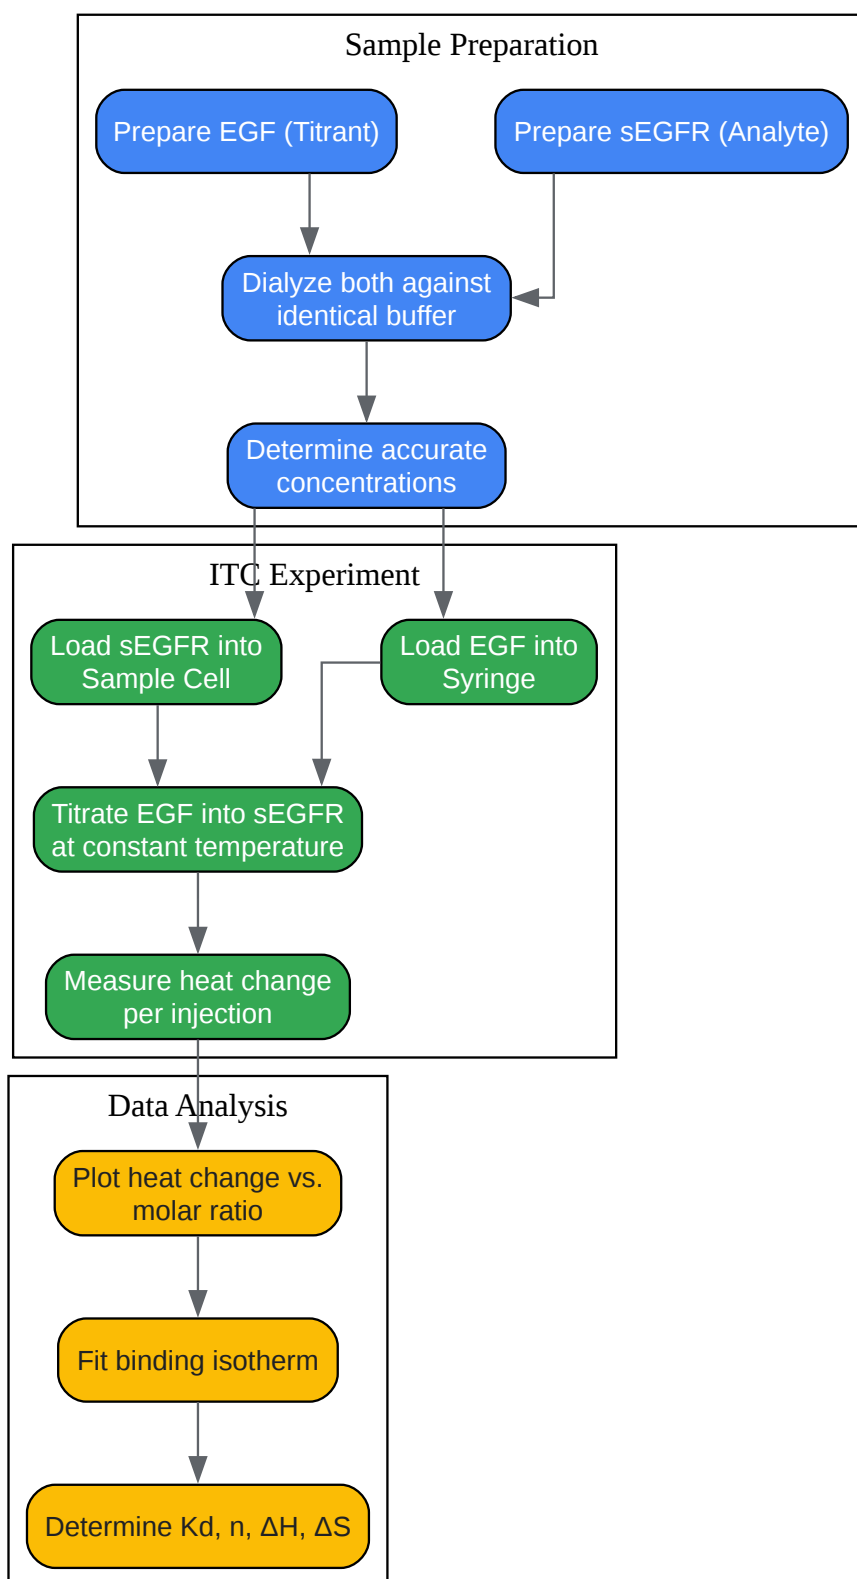 Sample Preparation
Prepare EGF (Titrant)
Prepare sEGFR (Analyte)
Dialyze both against
identical buffer
Determine accurate
concentrations
ITC Experiment
Load sEGFR into
Sample Cell
Load EGF into
Syringe
Titrate EGF into sEGFR
at constant temperature
Measure heat change
per injection
Data Analysis
Plot heat change vs.
molar ratio
Fit binding isotherm
Determine Kd, n, ΔH, ΔS